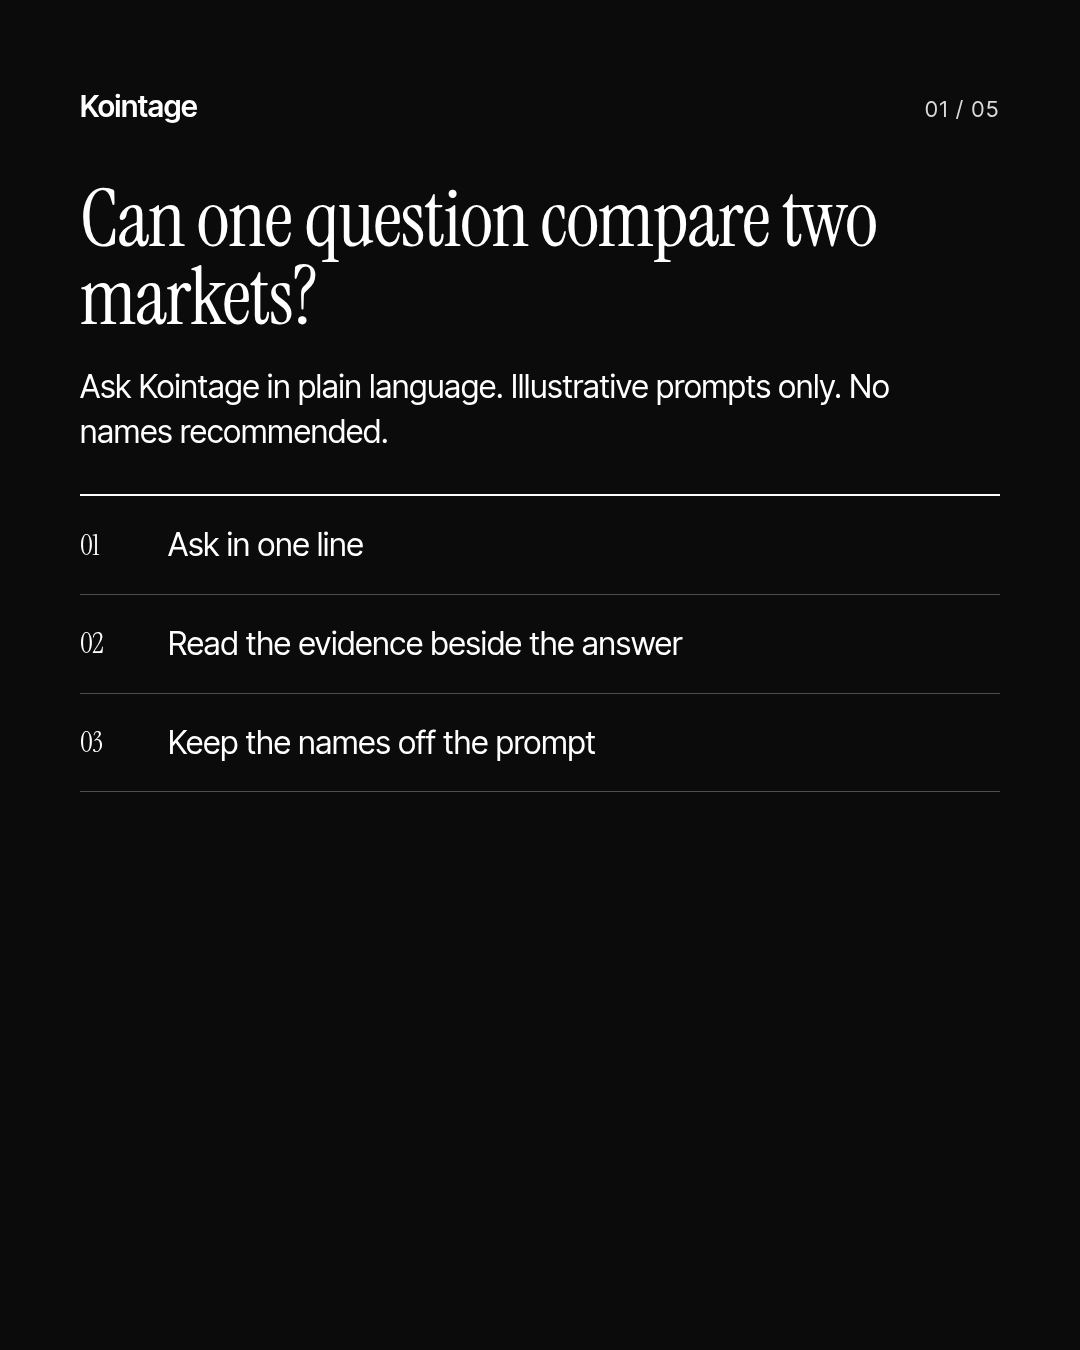 Kointage
01 / 05
Can one question compare two
markets?
Ask Kointage in plain language. Illustrative prompts only. No
names recommended.
01 Ask in one line
02 Read the evidence beside the answer
03 Keep the names off the prompt